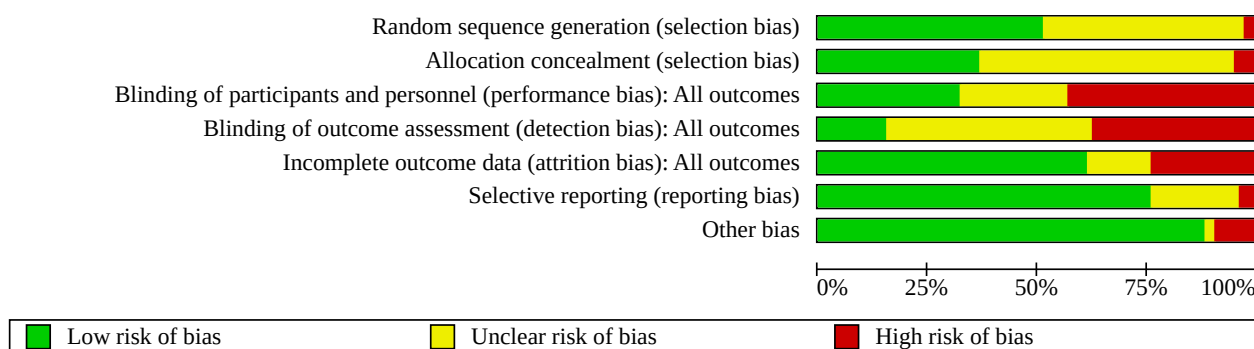 Random sequence generation (selection bias)
Allocation concealment (selection bias)
Blinding of participants and personnel (performance bias): All outcomes
Blinding of outcome assessment (detection bias): All outcomes
Incomplete outcome data (attrition bias): All outcomes
Selective reporting (reporting bias)
Other bias
0% 25% 50% 75% 100%
Low risk of bias Unclear risk of bias High risk of bias